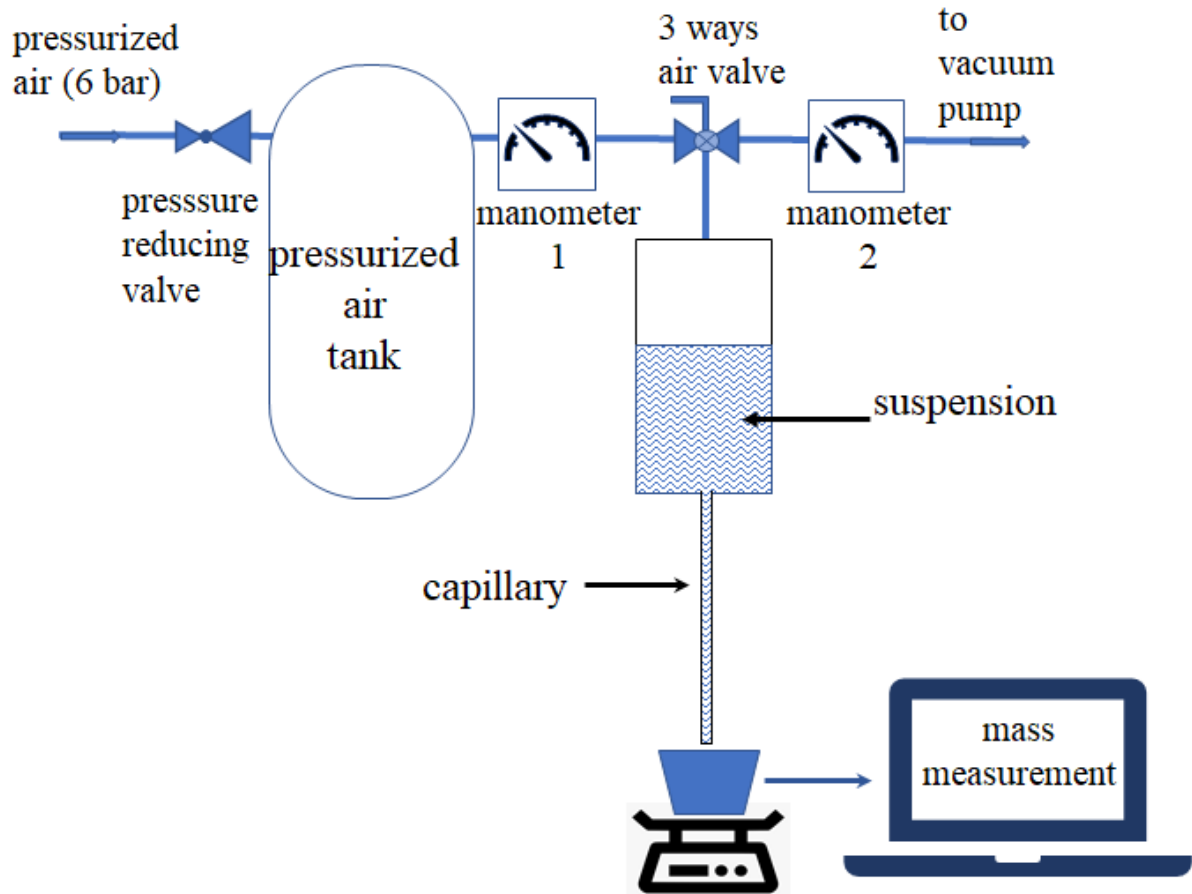 pressurized
air (6 bar)
3 ways
air valve
to
vacuum
pump
presssure
reducing
valve
pressurized
air
tank
manometer
1
manometer
2
suspension
capillary
mass
measurement